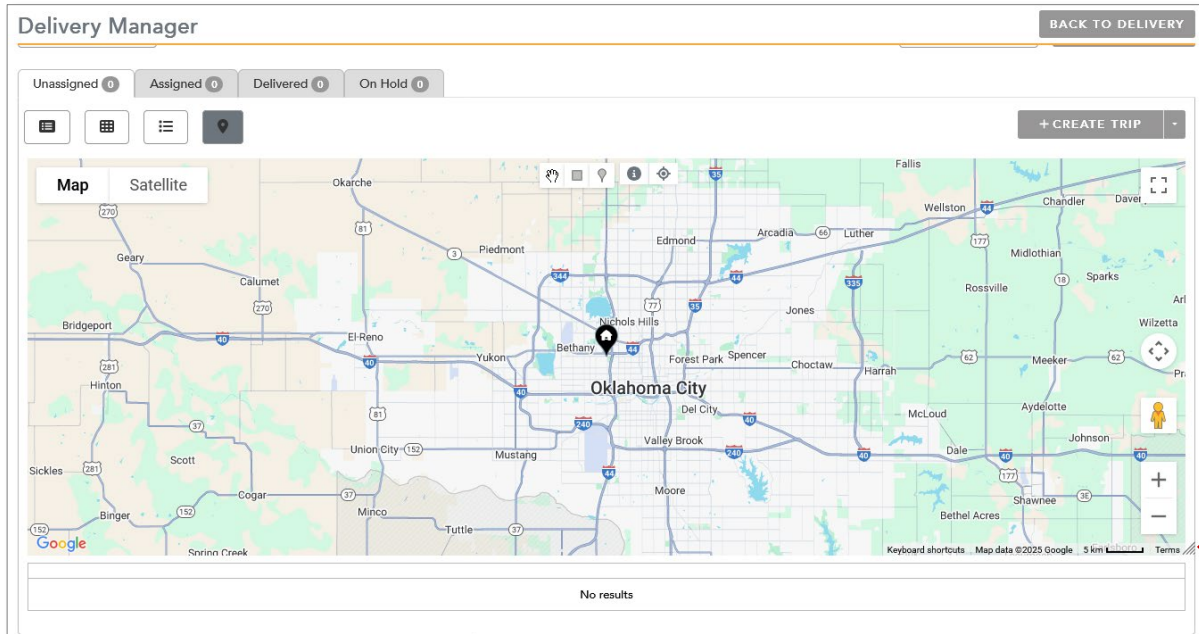 Delivery Manager
BACK TO DELIVERY
Unassigned 0
Assigned 0
Delivered 0
On Hold 0
+ CREATE TRIP
Map
Satellite
Okarche
35
Fallis
Wellston
44
Chandler
270
81
Arcadia
66
Luther
177
Edmond
Piedmont
3
Midlothian
Geary
Calumet
344
44
335
18
Sparks
Rossville
270
77
35
Jones
Bridgeport
Nichols Hills
Wilzetta
40
El Reno
Bethany
44
Yukon
Forest Park
Spencer
Choctaw
Harrah
62
Meeker
62
40
281
Hinton
40
Oklahoma City
Del City
40
McLoud
Aydelotte
81
240
37
Valley Brook
Johnson
Union City
152
Mustang
240
40
Dale
40
40
Scott
Sickles
281
44
177
Moore
Cogar
37
Shawnee
3E
Minco
Binger
152
Bethel Acres
152
Tuttle
37
Google
Spring Creek
Keyboard shortcuts
Map data ©2025 Google
5 km
Terms
No results